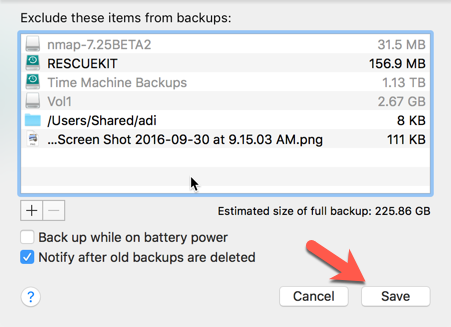 Exclude these items from backups:
nmap-7.25BETA2 31.5 MB
RESCUEKIT 156.9 MB
Time Machine Backups 1.13 TB
Vol1 2.67 GB
/Users/Shared/adi 8 KB
...Screen Shot 2016-09-30 at 9.15.03 AM.png 111 KB
+ − Estimated size of full backup: 225.86 GB
Back up while on battery power
Notify after old backups are deleted
? Cancel Save